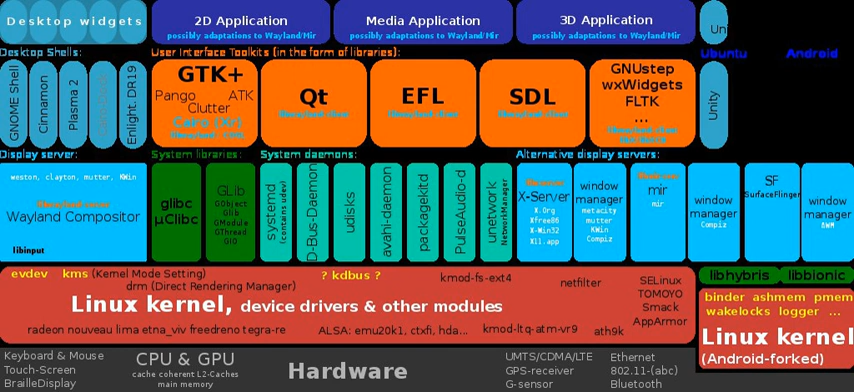 Desktop widgets
2D Application
possibly adaptations to Wayland/Mir
Media Application
possibly adaptations to Wayland/Mir
3D Application
possibly adaptations to Wayland/Mir
Uni
Desktop Shells:
User Interface Toolkits (in the form of libraries):
Ubuntu
Android
GNOME Shell
Cinnamon
Plasma 2
Enlight. DR19
GTK+
Pango
ATK
Clutter
Cairo (Xr)
Qt
EFL
SDL
GNUstep
wxWidgets
FLTK
...
Unity
Display server:
System libraries:
System daemons:
Alternative display servers:
weston, clayton, mutter, KWin
Wayland Compositor
libinput
glibc
µClibc
GLib
GObject
Glib
GModule
GThread
GIO
systemd
(contains udev)
D-Bus-Daemon
udisks
avahi-daemon
packagekitd
PulseAudio-d
unetwork
NetworkManager
X-Server
X.Org
Xfree86
X-Win32
X11.app
window
manager
metacity
mutter
KWin
Compiz
mir
mir
window
manager
Compiz
SF
SurfaceFlinger
window
manager
AWM
evdev
kms (Kernel Mode Setting)
drm (Direct Rendering Manager)
? kdbus ?
kmod-fs-ext4
netfilter
SELinux
TOMOYO
Smack
AppArmor
Linux kernel, device drivers & other modules
radeon nouveau lima etna_viv freedreno tegra-re
ALSA: emu20k1, ctxfi, hda...
kmod-ltq-atm-vr9
ath9k
libhybris
libbionic
binder ashmem pmem
wakelocks logger ...
Linux kernel
(Android-forked)
Keyboard & Mouse
Touch-Screen
BrailleDisplay
CPU & GPU
cache coherent L2-Caches
main memory
Hardware
UMTS/CDMA/LTE
GPS-receiver
G-sensor
Ethernet
802.11-(abc)
Bluetooth